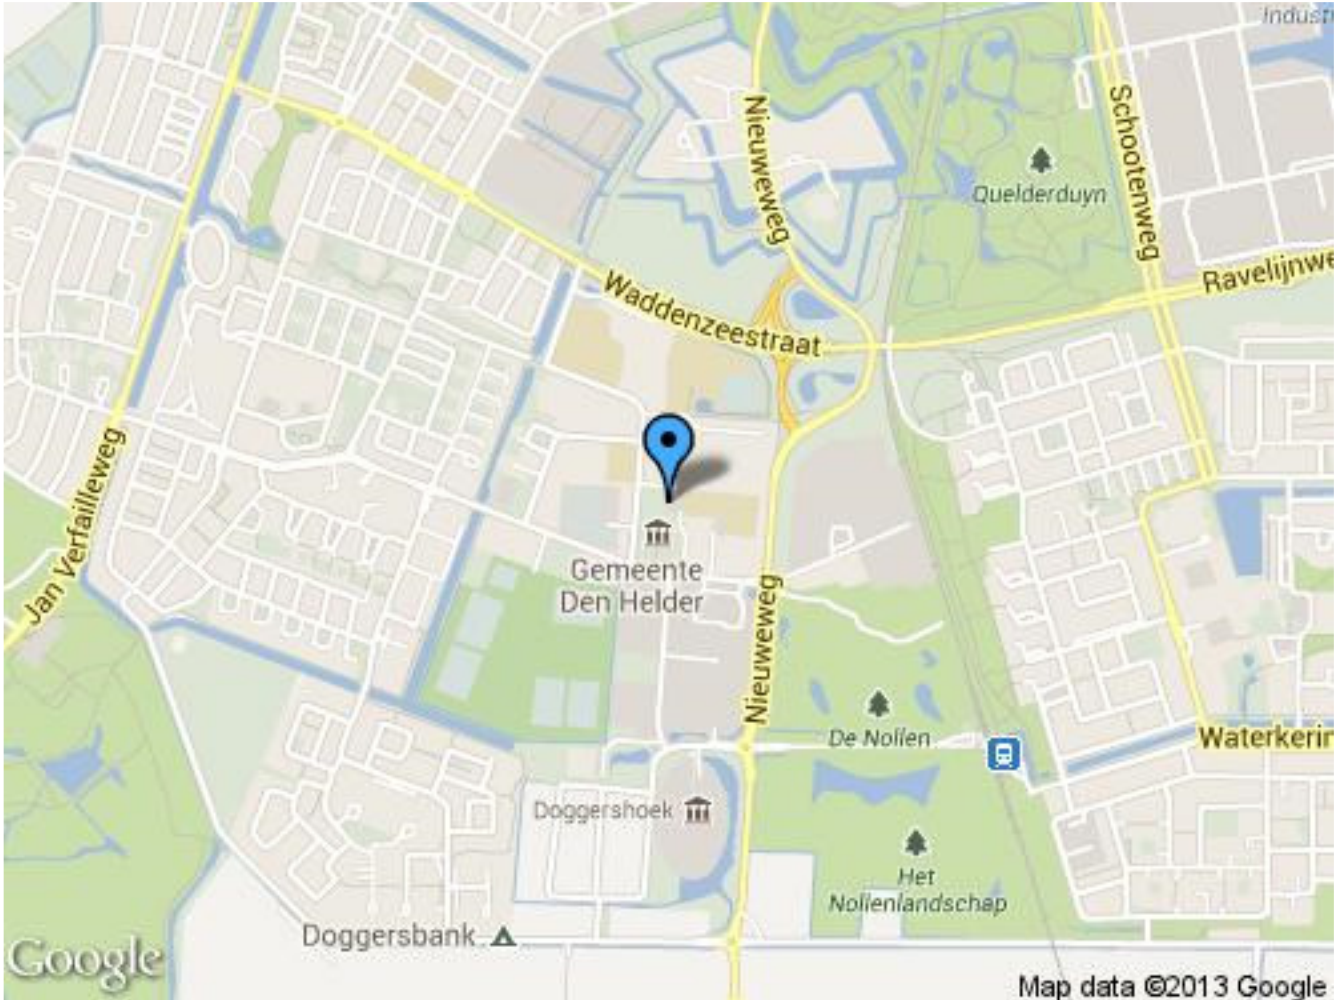 Indust
Nieuweweg
Schootenweg
Quelderduyn
Ravelijnwe
Waddenzeestraat
Jan Verfailleweg
Gemeente
Den Helder
Nieuweweg
De Nollen
Waterkerin
Doggershoek
Het
Nollenlandschap
Doggersbank
Google
Map data ©2013 Google